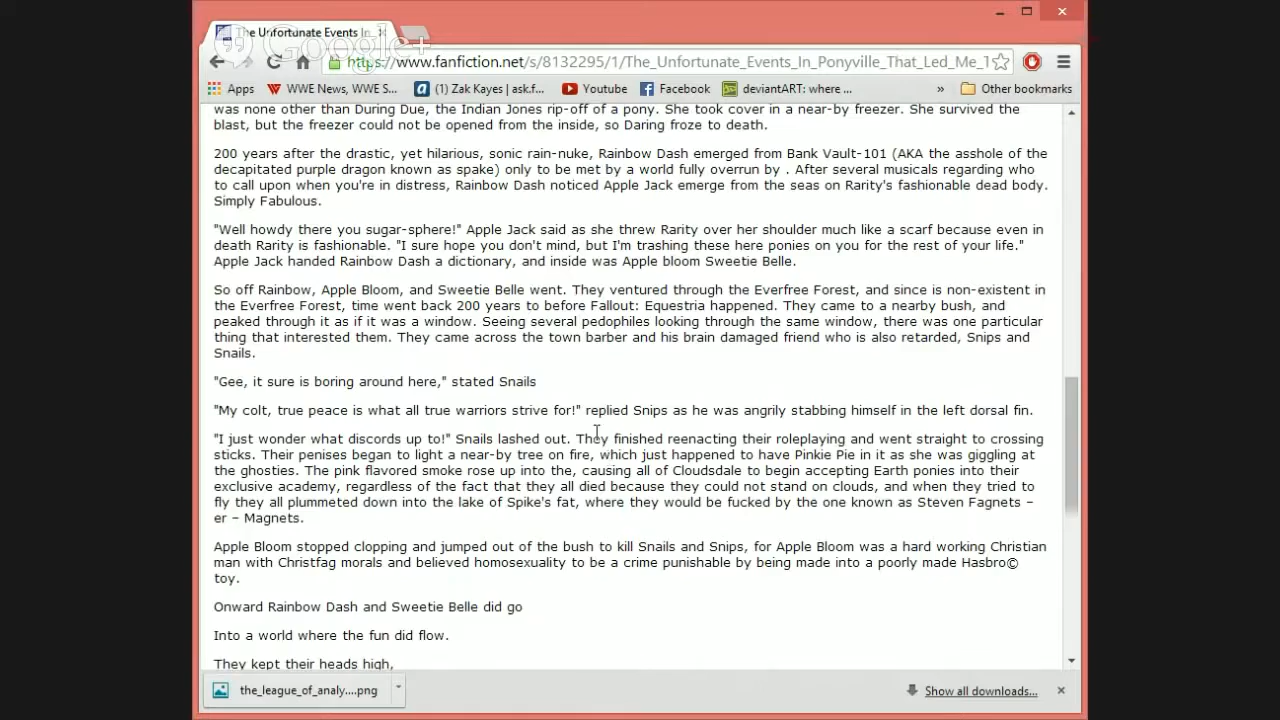 The Unfortunate Events In
Google+
https://www.fanfiction.net/s/8132295/1/The_Unfortunate_Events_In_Ponyville_That_Led_Me_T
Apps WWE News, WWE S... (1) Zak Kayes | ask.f... Youtube Facebook deviantART: where ... » Other bookmarks
was none other than During Due, the Indian Jones rip-off of a pony. She took cover in a near-by freezer. She survived the
blast, but the freezer could not be opened from the inside, so Daring froze to death.
200 years after the drastic, yet hilarious, sonic rain-nuke, Rainbow Dash emerged from Bank Vault-101 (AKA the asshole of the
decapitated purple dragon known as spake) only to be met by a world fully overrun by . After several musicals regarding who
to call upon when you're in distress, Rainbow Dash noticed Apple Jack emerge from the seas on Rarity's fashionable dead body.
Simply Fabulous.
"Well howdy there you sugar-sphere!" Apple Jack said as she threw Rarity over her shoulder much like a scarf because even in
death Rarity is fashionable. "I sure hope you don't mind, but I'm trashing these here ponies on you for the rest of your life."
Apple Jack handed Rainbow Dash a dictionary, and inside was Apple bloom Sweetie Belle.
So off Rainbow, Apple Bloom, and Sweetie Belle went. They ventured through the Everfree Forest, and since is non-existent in
the Everfree Forest, time went back 200 years to before Fallout: Equestria happened. They came to a nearby bush, and
peaked through it as if it was a window. Seeing several pedophiles looking through the same window, there was one particular
thing that interested them. They came across the town barber and his brain damaged friend who is also retarded, Snips and
Snails.
"Gee, it sure is boring around here," stated Snails
"My colt, true peace is what all true warriors strive for!" replied Snips as he was angrily stabbing himself in the left dorsal fin.
"I just wonder what discords up to!" Snails lashed out. They finished reenacting their roleplaying and went straight to crossing
sticks. Their penises began to light a near-by tree on fire, which just happened to have Pinkie Pie in it as she was giggling at
the ghosties. The pink flavored smoke rose up into the, causing all of Cloudsdale to begin accepting Earth ponies into their
exclusive academy, regardless of the fact that they all died because they could not stand on clouds, and when they tried to
fly they all plummeted down into the lake of Spike's fat, where they would be fucked by the one known as Steven Fagnets –
er – Magnets.
Apple Bloom stopped clopping and jumped out of the bush to kill Snails and Snips, for Apple Bloom was a hard working Christian
man with Christfag morals and believed homosexuality to be a crime punishable by being made into a poorly made Hasbro©
toy.
Onward Rainbow Dash and Sweetie Belle did go
Into a world where the fun did flow.
They kept their heads high,
the_league_of_analy....png
Show all downloads...